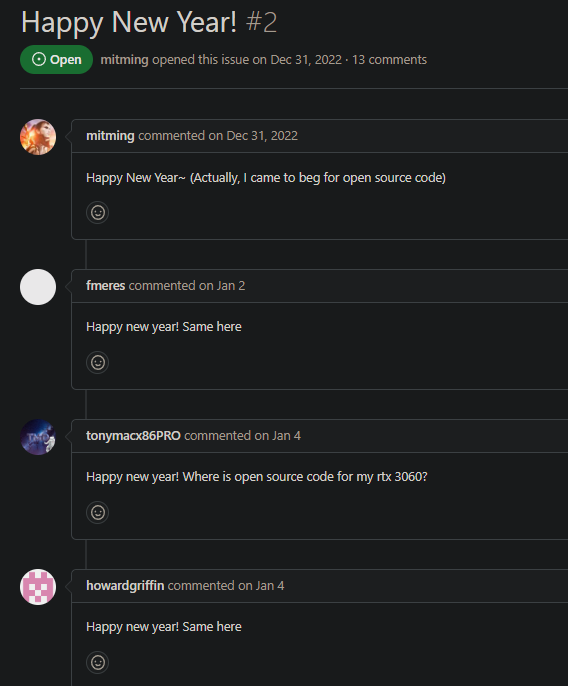 Happy New Year! #2
Open mitming opened this issue on Dec 31, 2022 · 13 comments
mitming commented on Dec 31, 2022
Happy New Year~ (Actually, I came to beg for open source code)
fmeres commented on Jan 2
Happy new year! Same here
tonymacx86PRO commented on Jan 4
Happy new year! Where is open source code for my rtx 3060?
howardgriffin commented on Jan 4
Happy new year! Same here